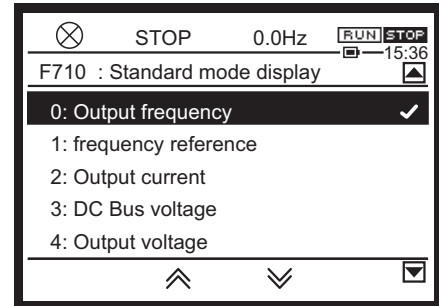 STOP 0.0Hz RUN STOP
15:36
F710 : Standard mode display
0: Output frequency
1: frequency reference
2: Output current
3: DC Bus voltage
4: Output voltage